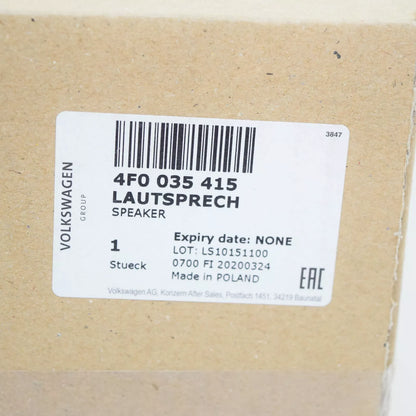 3847
VOLKSWAGEN
GROUP
4F0 035 415
LAUTSPRECH
SPEAKER
1
Stueck
Expiry date: NONE
LOT: LS10151100
0700 FI 20200324
Made in POLAND
EAC
Volkswagen AG, Konzern After Sales, Postfach 1451, 34219 Baunatal